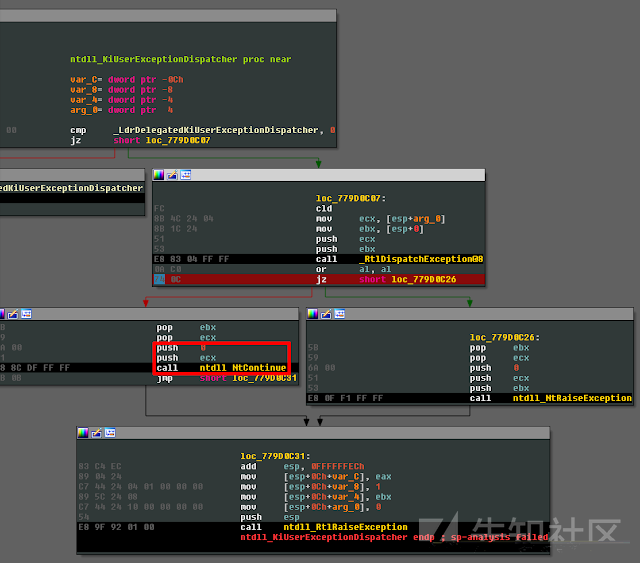 ntdll_KiUserExceptionDispatcher proc near
var_C= dword ptr -0Ch
var_8= dword ptr -8
var_4= dword ptr -4
arg_0= dword ptr 4
00 cmp _LdrDelegatedKiUserExceptionDispatcher, 0
jz short loc_779D0C07
edKiUserExceptionDispatcher
loc_779D0C07:
FC cld
8B 4C 24 04 mov ecx, [esp+arg_0]
8B 1C 24 mov ebx, [esp+0]
51 push ecx
53 push ebx
E8 83 04 FF FF call _RtlDispatchException@8
0A C0 or al, al
0C jz short loc_779D0C26
pop ebx
pop ecx
00 push 0
push ecx
8 8C DF FF FF call ntdll_NtContinue
jmp short loc_779D0C31
loc_779D0C26:
5B pop ebx
59 pop ecx
6A 00 push 0
51 push ecx
53 push ebx
E8 0F F1 FF FF call ntdll_NtRaiseException
loc_779D0C31:
83 C4 EC add esp, 0FFFFFFECh
89 04 24 mov [esp+0Ch+var_C], eax
C7 44 24 04 01 00 00 00 mov [esp+0Ch+var_8], 1
89 5C 24 08 mov [esp+0Ch+var_4], ebx
C7 44 24 10 00 00 00 00 mov [esp+0Ch+arg_0], 0
54 push esp
E8 9F 92 01 00 call ntdll_RtlRaiseException
ntdll_KiUserExceptionDispatcher endp ; sp-analysis failed
先知社区